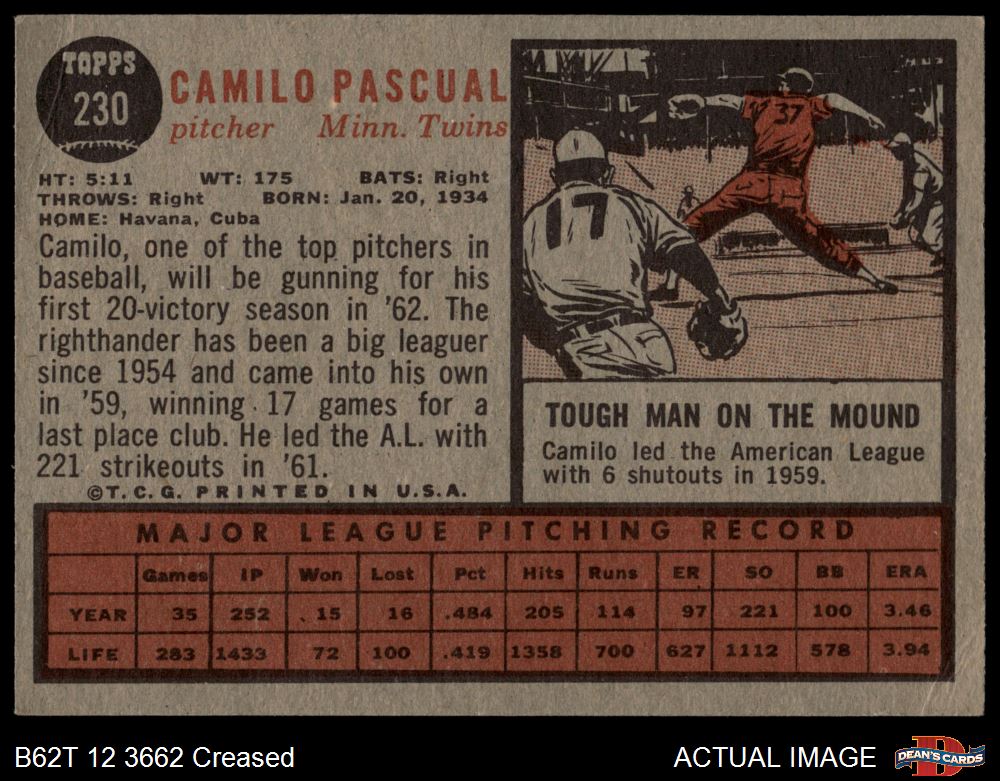 TOPPS
230
CAMILO PASCUAL
pitcher Minn. Twins
HT: 5:11 WT: 175 BATS: Right
THROWS: Right BORN: Jan. 20, 1934
HOME: Havana, Cuba
Camilo, one of the top pitchers in
baseball, will be gunning for his
first 20-victory season in '62. The
righthander has been a big leaguer
since 1954 and came into his own
in '59, winning 17 games for a
last place club. He led the A.L. with
221 strikeouts in '61.
©T.C.G. PRINTED IN U.S.A.
37
17
TOUGH MAN ON THE MOUND
Camilo led the American League
with 6 shutouts in 1959.
MAJOR LEAGUE PITCHING RECORD
Games IP Won Lost Pct Hits Runs ER SO BB ERA
YEAR 35 252 15 16 .484 205 114 97 221 100 3.46
LIFE 283 1433 72 100 .419 1358 700 627 1112 578 3.94
B62T 12 3662 Creased
ACTUAL IMAGE
DEAN'S CARDS